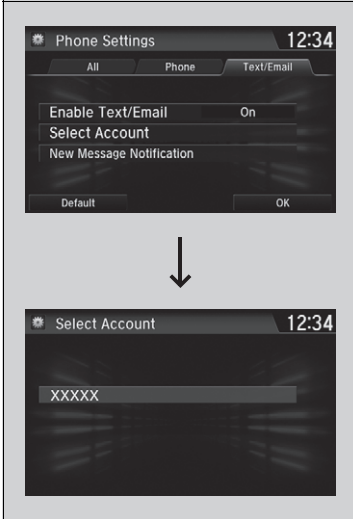 Phone Settings 12:34
All Phone Text/Email
Enable Text/Email On
Select Account
New Message Notification
Default OK
Select Account 12:34
XXXXX